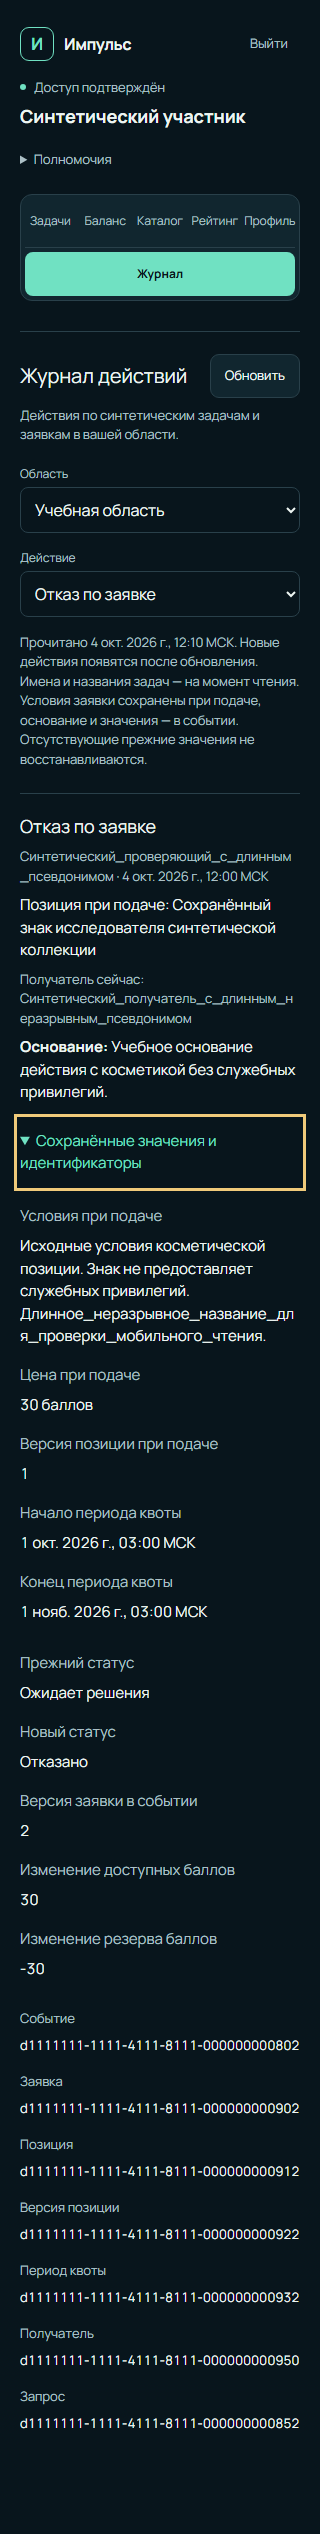 И Импульс
Выйти
Доступ подтверждён
Синтетический участник
Полномочия
Задачи Баланс Каталог Рейтинг Профиль
Журнал
Журнал действий
Обновить
Действия по синтетическим задачам и
заявкам в вашей области.
Область
Учебная область
Действие
Отказ по заявке
Прочитано 4 окт. 2026 г., 12:10 МСК. Новые
действия появятся после обновления.
Имена и названия задач — на момент чтения.
Условия заявки сохранены при подаче,
основание и значения — в событии.
Отсутствующие прежние значения не
восстанавливаются.
Отказ по заявке
Синтетический_проверяющий_с_длинным
_псевдонимом · 4 окт. 2026 г., 12:00 МСК
Позиция при подаче: Сохранённый
знак исследователя синтетической
коллекции
Получатель сейчас:
Синтетический_получатель_с_длинным_н
еразрывным_псевдонимом
Основание: Учебное основание
действия с косметикой без служебных
привилегий.
Сохранённые значения и
идентификаторы
Условия при подаче
Исходные условия косметической
позиции. Знак не предоставляет
служебных привилегий.
Длинное_неразрывное_название_дл
я_проверки_мобильного_чтения.
Цена при подаче
30 баллов
Версия позиции при подаче
1
Начало периода квоты
1 окт. 2026 г., 03:00 МСК
Конец периода квоты
1 нояб. 2026 г., 03:00 МСК
Прежний статус
Ожидает решения
Новый статус
Отказано
Версия заявки в событии
2
Изменение доступных баллов
30
Изменение резерва баллов
-30
Событие
d1111111-1111-4111-8111-000000000802
Заявка
d1111111-1111-4111-8111-000000000902
Позиция
d1111111-1111-4111-8111-000000000912
Версия позиции
d1111111-1111-4111-8111-000000000922
Период квоты
d1111111-1111-4111-8111-000000000932
Получатель
d1111111-1111-4111-8111-000000000950
Запрос
d1111111-1111-4111-8111-000000000852